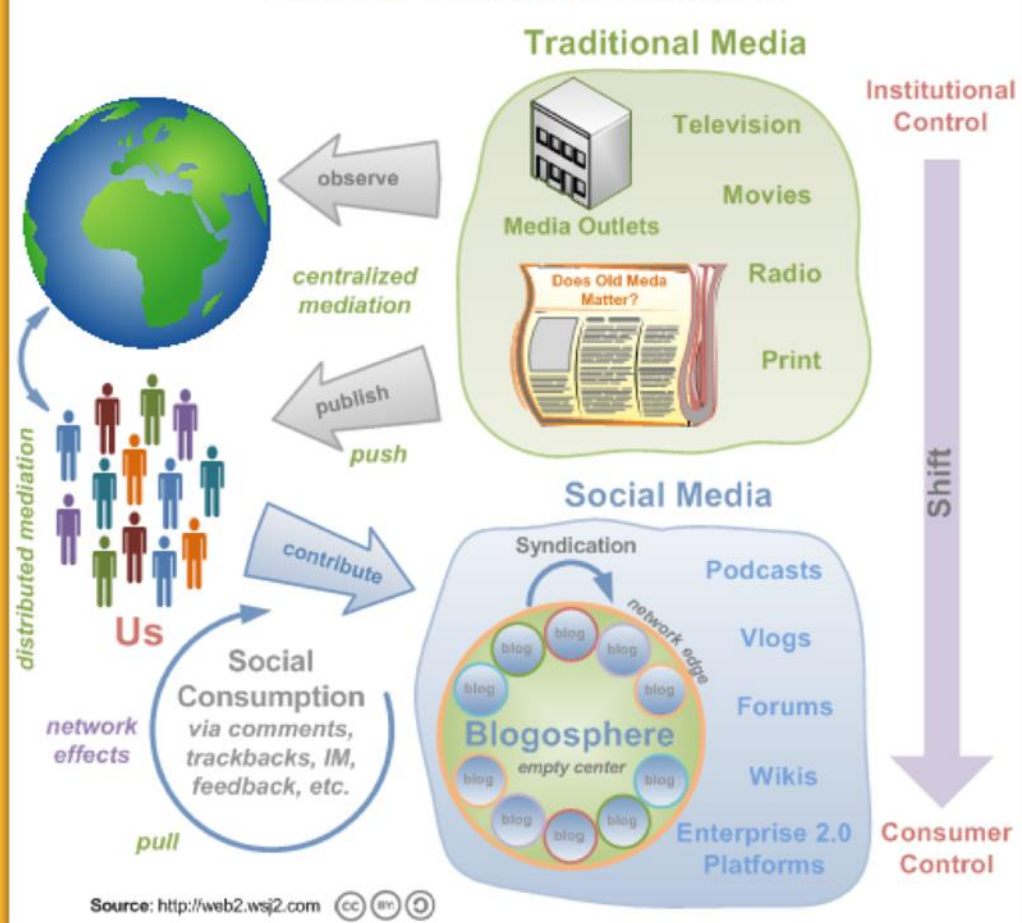 Traditional Media
Institutional
Control
Television
Movies
Media Outlets
Radio
Does Old Meda
Matter?
Print
observe
centralized
mediation
publish
push
distributed mediation
Us
Shift
Social Media
contribute
Syndication
network edge
Podcasts
Vlogs
Forums
Wikis
Enterprise 2.0
Platforms
blog
blog
blog
blog
blog
Blogosphere
empty center
blog
blog
blog
blog
blog
Social
Consumption
via comments,
trackbacks, IM,
feedback, etc.
network
effects
pull
Consumer
Control
Source: http://web2.wsj2.com
cc BY: